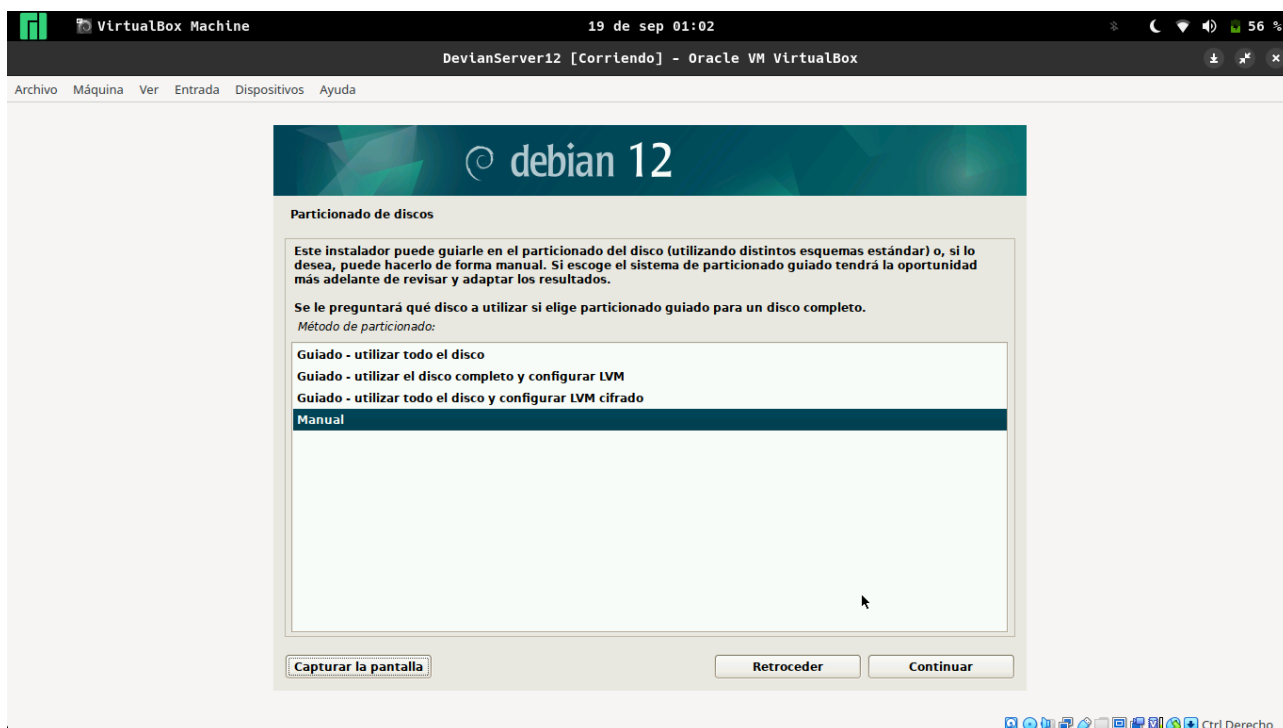 VirtualBox Machine
19 de sep 01:02
56 %
DevianServer12 [Corriendo] - Oracle VM VirtualBox
Archivo Máquina Ver Entrada Dispositivos Ayuda
debian 12
Particionado de discos
Este instalador puede guiarle en el particionado del disco (utilizando distintos esquemas estándar) o, si lo
desea, puede hacerlo de forma manual. Si escoge el sistema de particionado guiado tendrá la oportunidad
más adelante de revisar y adaptar los resultados.
Se le preguntará qué disco a utilizar si elige particionado guiado para un disco completo.
Método de particionado:
Guiado - utilizar todo el disco
Guiado - utilizar el disco completo y configurar LVM
Guiado - utilizar todo el disco y configurar LVM cifrado
Manual
Capturar la pantalla
Retroceder
Continuar
Ctrl Derecho